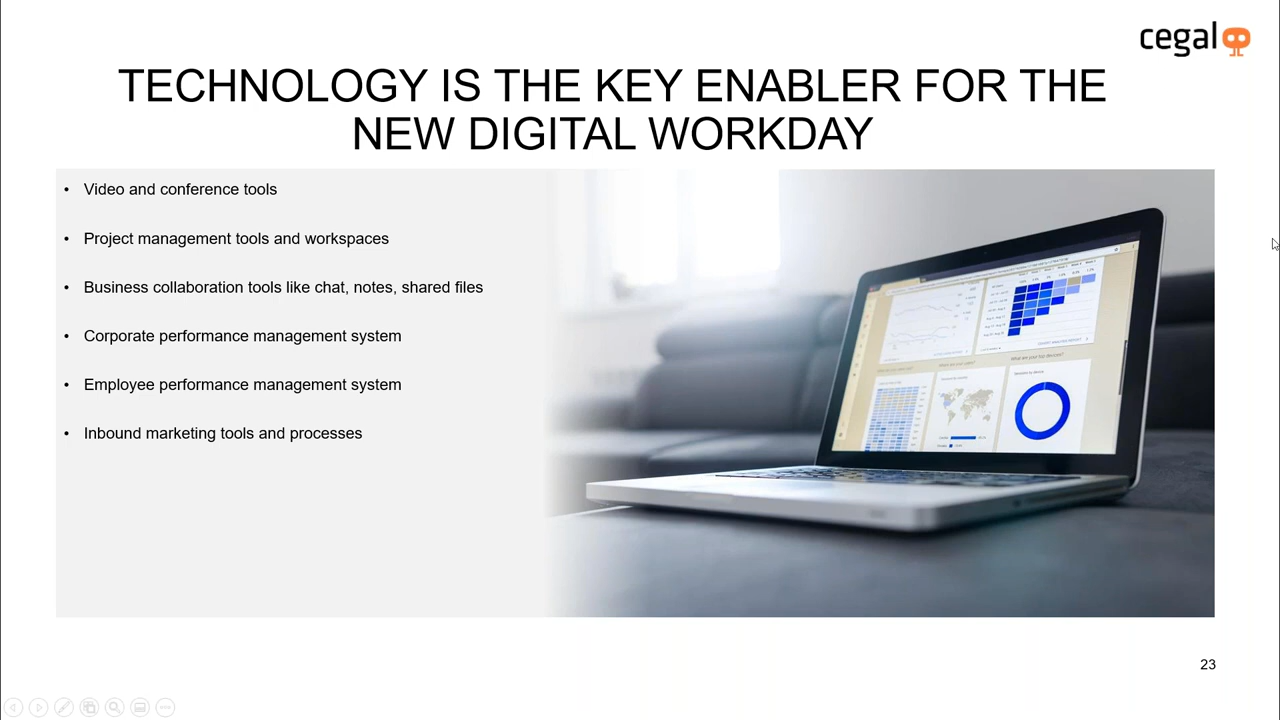 cegal
TECHNOLOGY IS THE KEY ENABLER FOR THE
NEW DIGITAL WORKDAY
• Video and conference tools
• Project management tools and workspaces
• Business collaboration tools like chat, notes, shared files
• Corporate performance management system
• Employee performance management system
• Inbound marketing tools and processes
23